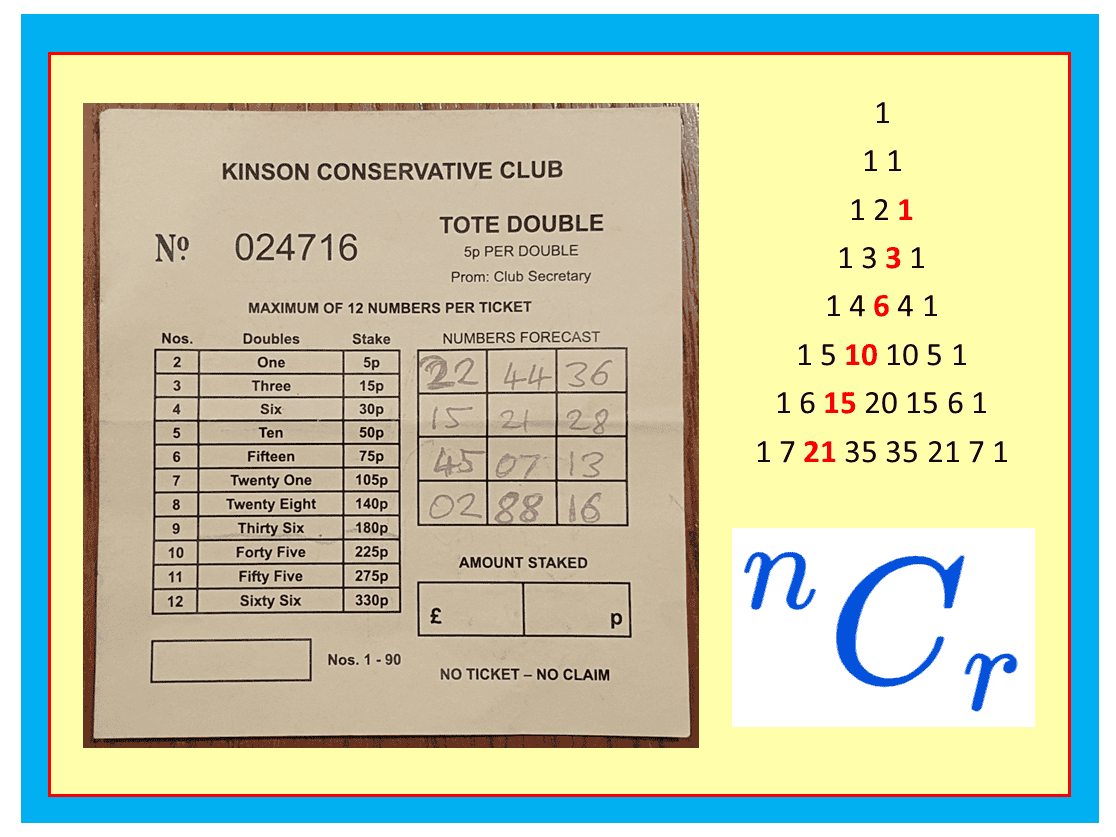 KINSON CONSERVATIVE CLUB
Nº 024716
TOTE DOUBLE
5p PER DOUBLE
Prom: Club Secretary
MAXIMUM OF 12 NUMBERS PER TICKET
Nos. Doubles Stake
2 One 5p
3 Three 15p
4 Six 30p
5 Ten 50p
6 Fifteen 75p
7 Twenty One 105p
8 Twenty Eight 140p
9 Thirty Six 180p
10 Forty Five 225p
11 Fifty Five 275p
12 Sixty Six 330p
Nos. 1 - 90
NUMBERS FORECAST
22 44 36
15 21 28
45 07 13
02 88 16
AMOUNT STAKED
£ p
NO TICKET – NO CLAIM
1
1 1
1 2 1
1 3 3 1
1 4 6 4 1
1 5 10 10 5 1
1 6 15 20 15 6 1
1 7 21 35 35 21 7 1
nCr